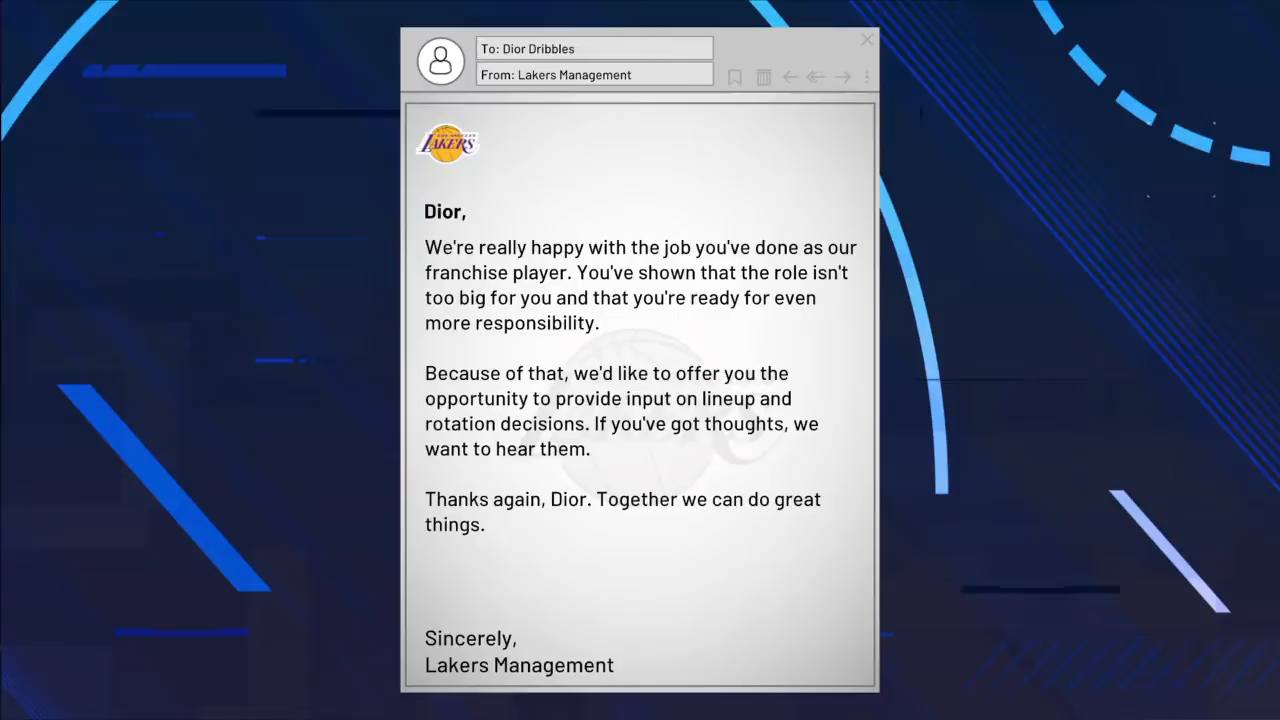 To: Dior Dribbles
From: Lakers Management
LOS ANGELES
LAKERS
Dior,
We're really happy with the job you've done as our
franchise player. You've shown that the role isn't
too big for you and that you're ready for even
more responsibility.
Because of that, we'd like to offer you the
opportunity to provide input on lineup and
rotation decisions. If you've got thoughts, we
want to hear them.
Thanks again, Dior. Together we can do great
things.
Sincerely,
Lakers Management